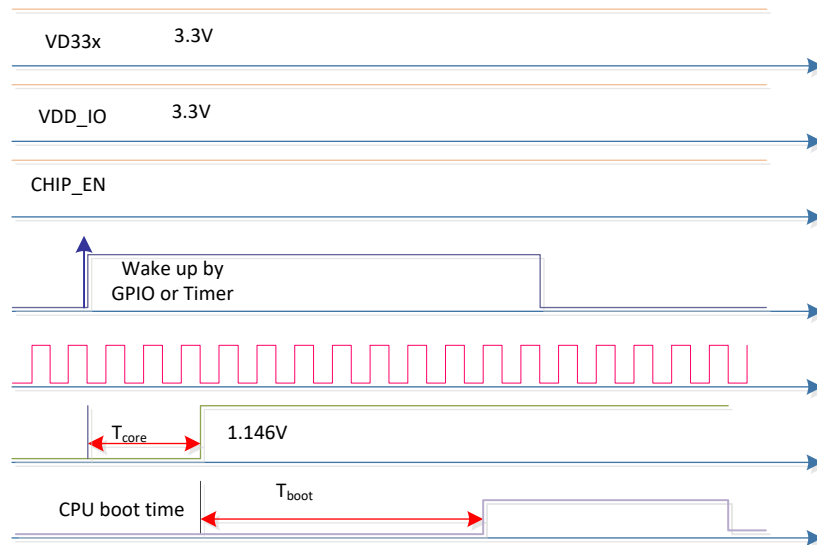 VD33x 3.3V
VDD_IO 3.3V
CHIP_EN
Wake up by
GPIO or Timer
Tcore 1.146V
CPU boot time Tboot